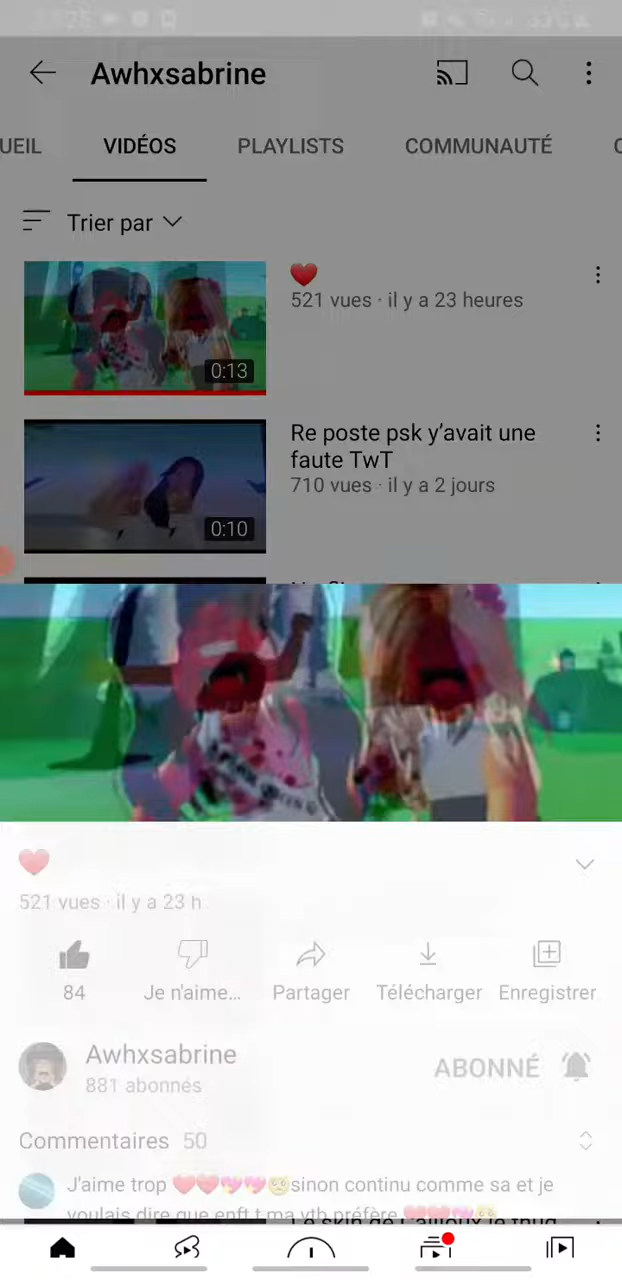 Awhxsabrine
UEIL VIDÉOS PLAYLISTS COMMUNAUTÉ
Trier par
❤️
521 vues · il y a 23 heures
0:13
Re poste psk y’avait une
faute TwT
710 vues · il y a 2 jours
0:10
❤️
521 vues · il y a 23 h
84 Je n'aime... Partager Télécharger Enregistrer
Awhxsabrine
881 abonnés
ABONNÉ
Commentaires 50
J'aime trop ❤️❤️💖💖🥺sinon continu comme sa et je
voulais dire que enft t ma ytb préfère ❤️❤️💖🥺